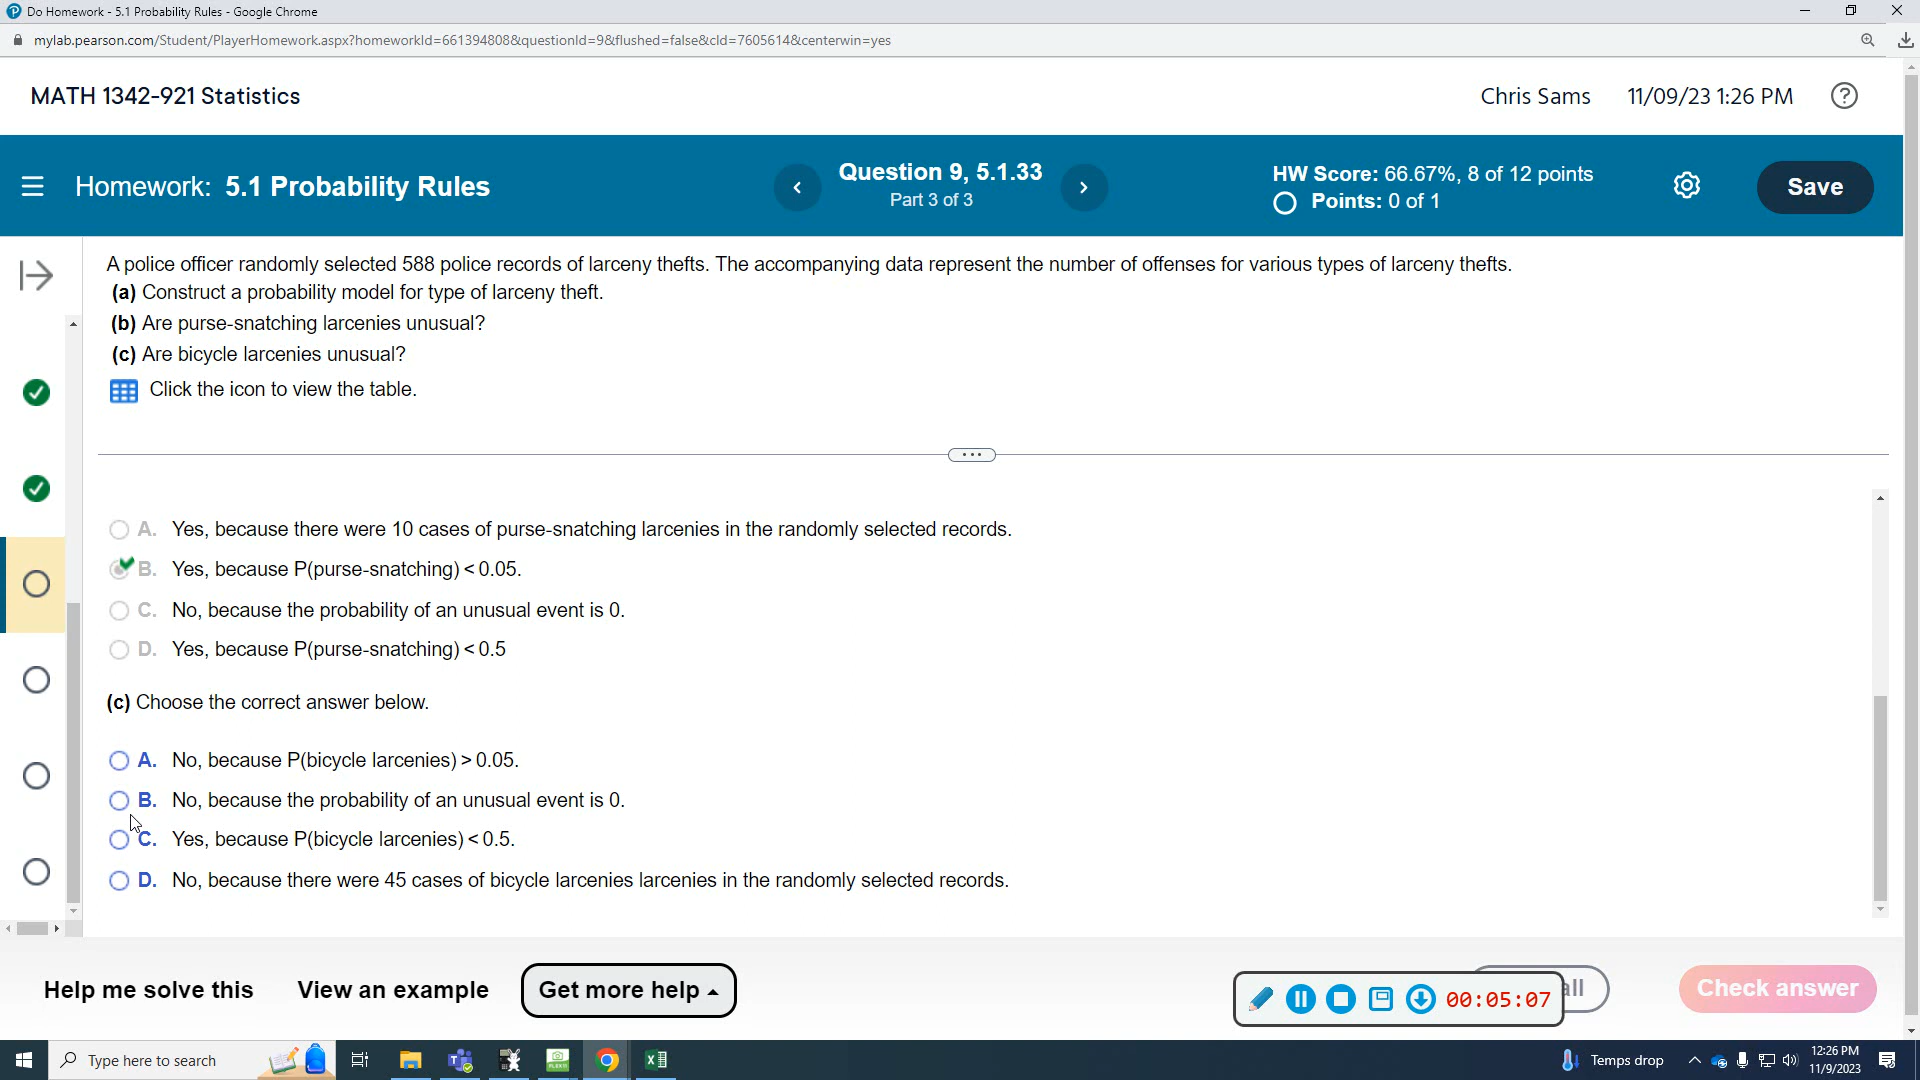 Do Homework - 5.1 Probability Rules - Google Chrome
mylab.pearson.com/Student/PlayerHomework.aspx?homeworkId=661394808&questionId=9&flushed=false&cId=7605614&centerwin=yes
MATH 1342-921 Statistics
Chris Sams 11/09/23 1:26 PM ?
Homework: 5.1 Probability Rules
Question 9, 5.1.33
Part 3 of 3
HW Score: 66.67%, 8 of 12 points
Points: 0 of 1
Save
A police officer randomly selected 588 police records of larceny thefts. The accompanying data represent the number of offenses for various types of larceny thefts.
(a) Construct a probability model for type of larceny theft.
(b) Are purse-snatching larcenies unusual?
(c) Are bicycle larcenies unusual?
Click the icon to view the table.
A. Yes, because there were 10 cases of purse-snatching larcenies in the randomly selected records.
B. Yes, because P(purse-snatching) < 0.05.
C. No, because the probability of an unusual event is 0.
D. Yes, because P(purse-snatching) < 0.5
(c) Choose the correct answer below.
A. No, because P(bicycle larcenies) > 0.05.
B. No, because the probability of an unusual event is 0.
C. Yes, because P(bicycle larcenies) < 0.5.
D. No, because there were 45 cases of bicycle larcenies larcenies in the randomly selected records.
Help me solve this
View an example
Get more help
00:05:07
all
Check answer
Type here to search
Temps drop
12:26 PM
11/9/2023